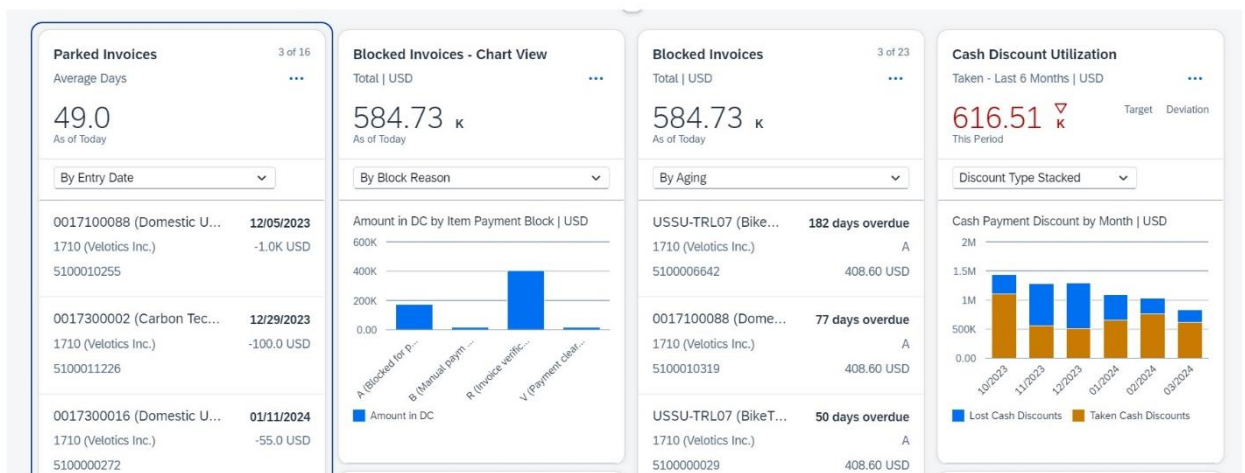 Parked Invoices 3 of 16
Average Days ...
49.0
As of Today
By Entry Date
0017100088 (Domestic U... 12/05/2023
1710 (Velotics Inc.) -1.0K USD
5100010255
0017300002 (Carbon Tec... 12/29/2023
1710 (Velotics Inc.) -100.0 USD
5100011226
0017300016 (Domestic U... 01/11/2024
1710 (Velotics Inc.) -55.0 USD
5100000272
Blocked Invoices - Chart View
Total | USD ...
584.73 K
As of Today
By Block Reason
Amount in DC by Item Payment Block | USD
600K
400K
200K
0.00
A (Blocked for p...
B (Manual paym ...
R (Invoice verific...
V (Payment clear...
Amount in DC
Blocked Invoices 3 of 23
Total | USD ...
584.73 K
As of Today
By Aging
USSU-TRL07 (Bike... 182 days overdue
1710 (Velotics Inc.) A
5100006642 408.60 USD
0017100088 (Dome... 77 days overdue
1710 (Velotics Inc.) A
5100010319 408.60 USD
USSU-TRL07 (BikeT... 50 days overdue
1710 (Velotics Inc.) A
5100000029 408.60 USD
Cash Discount Utilization
Taken - Last 6 Months | USD ...
616.51 K Target Deviation
This Period
Discount Type Stacked
Cash Payment Discount by Month | USD
2M
1.5M
1M
500K
0.00
10/2023
11/2023
12/2023
01/2024
02/2024
03/2024
Lost Cash Discounts Taken Cash Discounts